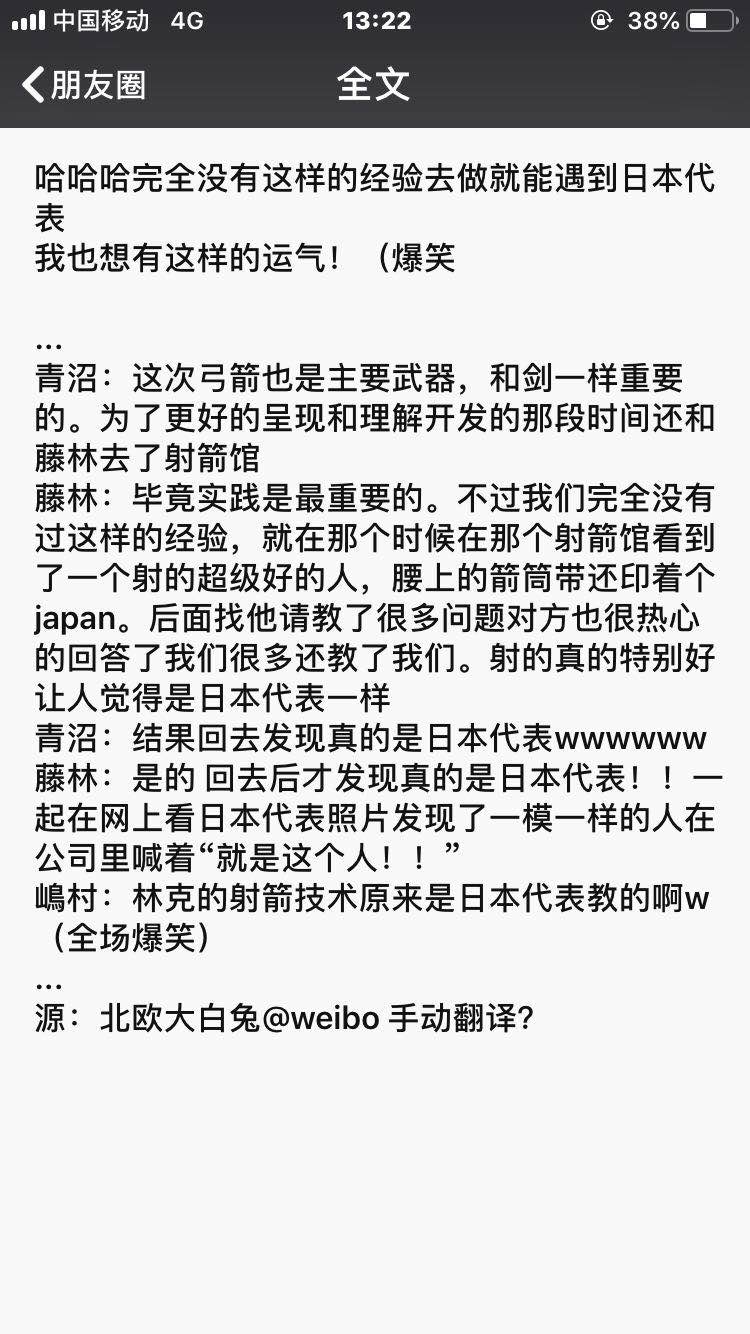 中国移动 4G 13:22 38%
朋友圈 全文
哈哈哈完全没有这样的经验去做就能遇到日本代
表
我也想有这样的运气！（爆笑
...
青沼：这次弓箭也是主要武器，和剑一样重要
的。为了更好的呈现和理解开发的那段时间还和
藤林去了射箭馆
藤林：毕竟实践是最重要的。不过我们完全没有
过这样的经验，就在那个时候在那个射箭馆看到
了一个射的超级好的人，腰上的箭筒带还印着个
japan。后面找他请教了很多问题对方也很热心
的回答了我们很多还教了我们。射的真的特别好
让人觉得是日本代表一样
青沼：结果回去发现真的是日本代表wwwwww
藤林：是的 回去后才发现真的是日本代表！！一
起在网上看日本代表照片发现了一模一样的人在
公司里喊着“就是这个人！！”
嶋村：林克的射箭技术原来是日本代表教的啊w
（全场爆笑）
...
源：北欧大白兔@weibo 手动翻译?